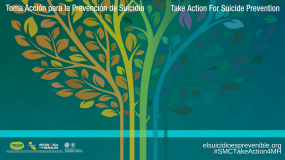 Toma Acción para la Prevención de Suicidio
Take Action For Suicide Prevention
elsuicidioesprevenible.org
#SMCTakeAction4MH